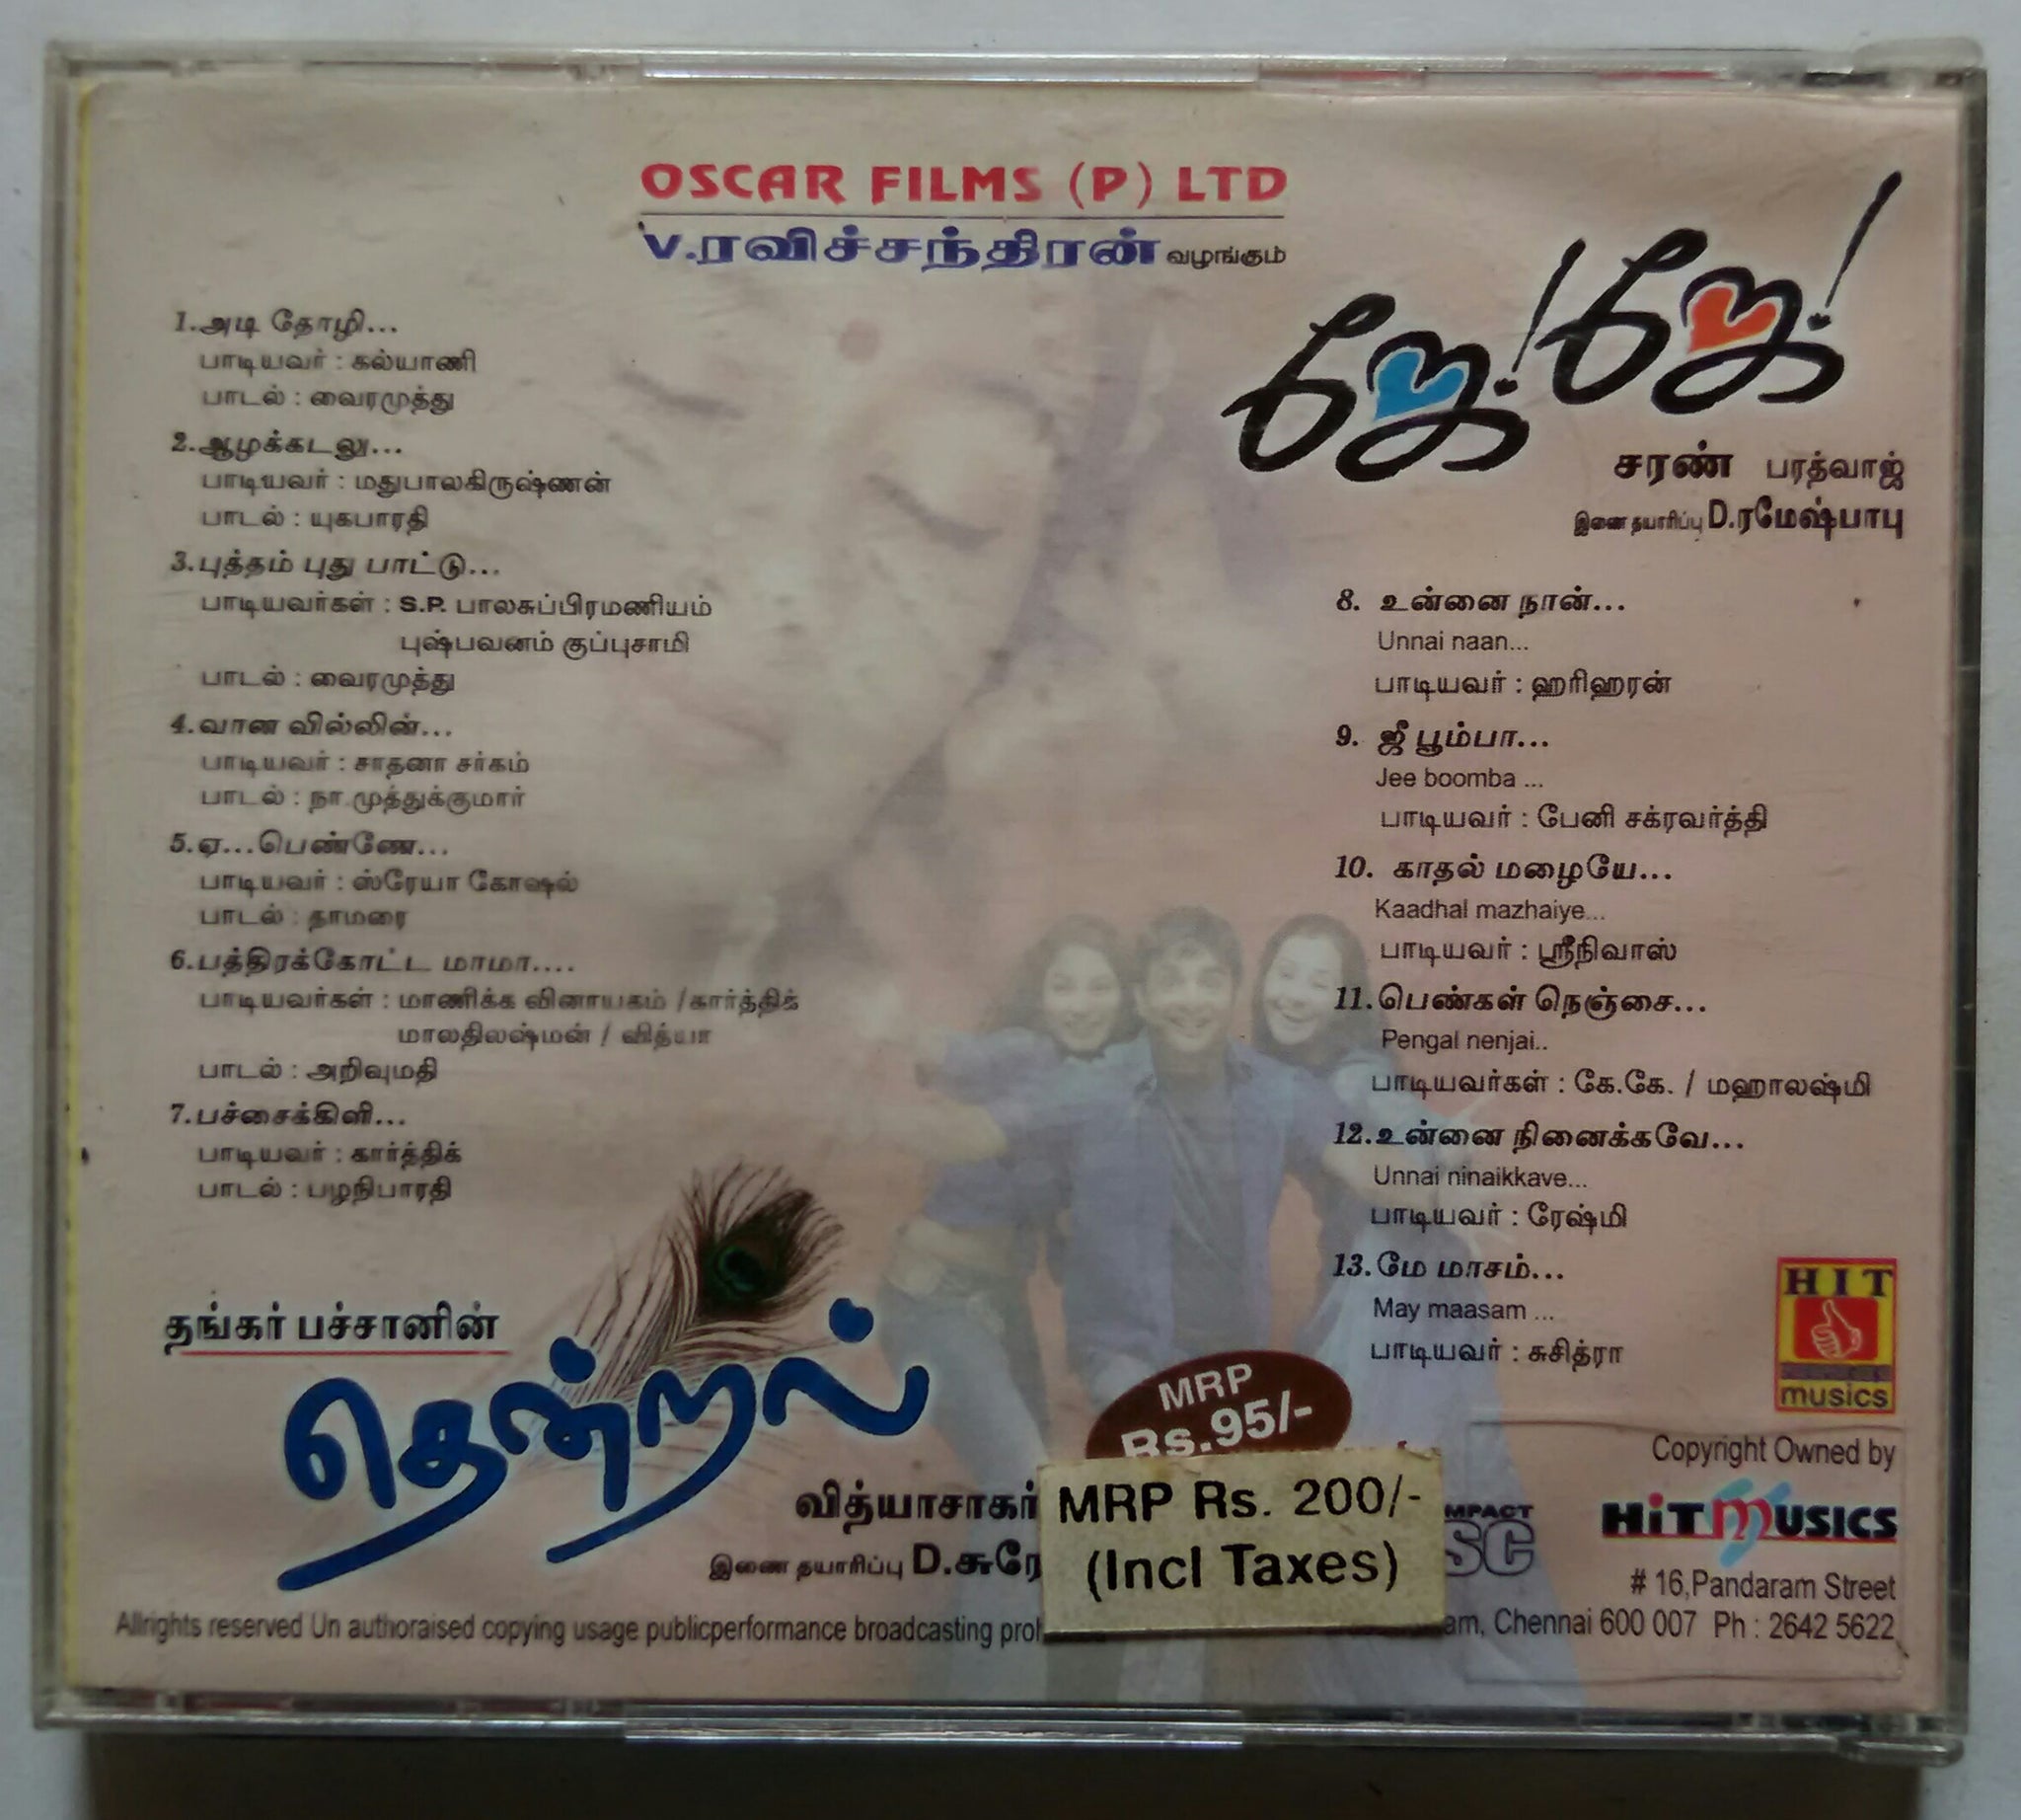 OSCAR FILMS (P) LTD
V.ரவிச்சந்திரன் வழங்கும்
1.அடி தோழி...
பாடியவர் : கல்யாணி
பாடல் : வைரமுத்து
2.ஆழக்கடலு...
பாடியவர் : மதுபாலகிருஷ்ணன்
பாடல் : யுகபாரதி
3.புத்தம் புது பாட்டு...
பாடியவர்கள் : S.P. பாலசுப்பிரமணியம்
புஷ்பவனம் குப்புசாமி
பாடல் : வைரமுத்து
4.வான வில்லின்...
பாடியவர் : சாதனா சர்கம்
பாடல் : நா.முத்துக்குமார்
5.ஏ...பெண்ணே...
பாடியவர் : ஸ்ரேயா கோஷல்
பாடல் : தாமரை
6.பத்திரக்கோட்ட மாமா....
பாடியவர்கள் : மாணிக்க வினாயகம் /கார்த்திக்
மாலதிலஷ்மன் / வித்யா
பாடல் : அறிவுமதி
7.பச்சைக்கிளி...
பாடியவர் : கார்த்திக்
பாடல் : பழநிபாரதி
தங்கர் பச்சானின்
தென்றல்
வித்யாசாகர்
இணை தயாரிப்பு D.சுரே
ஜே! ஜே!
சரண் பரத்வாஜ்
இனை தயாரிப்பு D.ரமேஷ்பாபு
8. உன்னை நான்...
Unnai naan...
பாடியவர் : ஹரிஹரன்
9. ஜீ பூம்பா...
Jee boomba ...
பாடியவர் : பேனி சக்ரவர்த்தி
10. காதல் மழையே...
Kaadhal mazhaiye...
பாடியவர் : ஸ்ரீநிவாஸ்
11.பெண்கள் நெஞ்சை...
Pengal nenjai..
பாடியவர்கள் : கே.கே. / மஹாலஷ்மி
12.உன்னை நினைக்கவே...
Unnai ninaikkave...
பாடியவர் : ரேஷ்மி
13.மே மாசம்...
May maasam ...
பாடியவர் : சுசித்ரா
HIT
musics
MRP
Rs.95/-
MRP Rs. 200/-
(Incl Taxes)
MPACT
SC
Copyright Owned by
HiT MUSICS
# 16,Pandaram Street
am, Chennai 600 007 Ph : 2642 5622
Allrights reserved Un authoraised copying usage publicperformance broadcasting proh